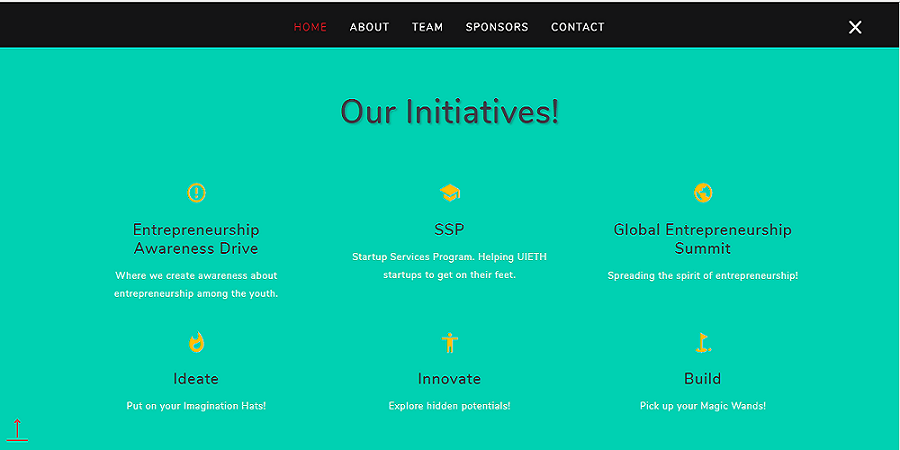 HOME ABOUT TEAM SPONSORS CONTACT
Our Initiatives!
Entrepreneurship
Awareness Drive
Where we create awareness about
entrepreneurship among the youth.
SSP
Startup Services Program. Helping UIETH
startups to get on their feet.
Global Entrepreneurship
Summit
Spreading the spirit of entrepreneurship!
Ideate
Put on your Imagination Hats!
Innovate
Explore hidden potentials!
Build
Pick up your Magic Wands!